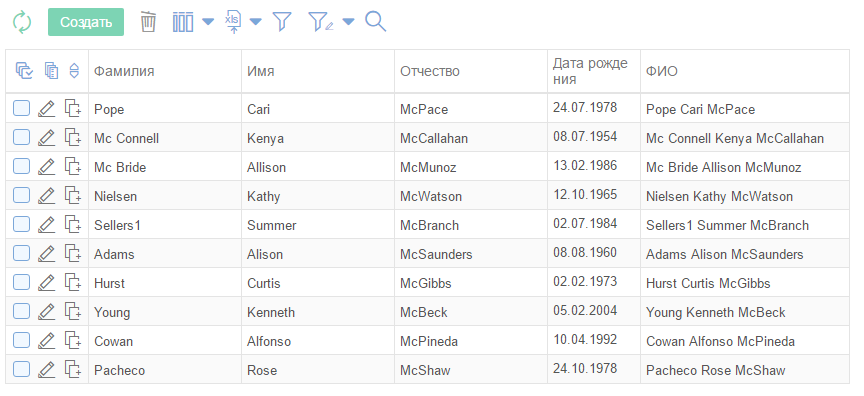 Создать
xls
Фамилия Имя Отчество Дата рожде ФИО
ния
Pope Cari McPace 24.07.1978 Pope Cari McPace
Mc Connell Kenya McCallahan 08.07.1954 Mc Connell Kenya McCallahan
Mc Bride Allison McMunoz 13.02.1986 Mc Bride Allison McMunoz
Nielsen Kathy McWatson 12.10.1965 Nielsen Kathy McWatson
Sellers1 Summer McBranch 02.07.1984 Sellers1 Summer McBranch
Adams Alison McSaunders 08.08.1960 Adams Alison McSaunders
Hurst Curtis McGibbs 02.02.1973 Hurst Curtis McGibbs
Young Kenneth McBeck 05.02.2004 Young Kenneth McBeck
Cowan Alfonso McPineda 10.04.1992 Cowan Alfonso McPineda
Pacheco Rose McShaw 24.10.1978 Pacheco Rose McShaw